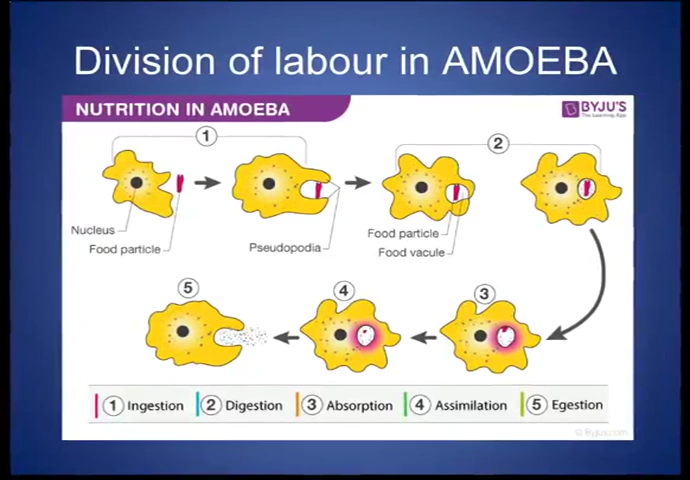 Division of labour in AMOEBA
NUTRITION IN AMOEBA
BYJU'S
The Learning App
1
2
Nucleus
Food particle
Pseudopodia
Food particle
Food vacule
5
4
3
1 Ingestion
2 Digestion
3 Absorption
4 Assimilation
5 Egestion
© Byjus.com